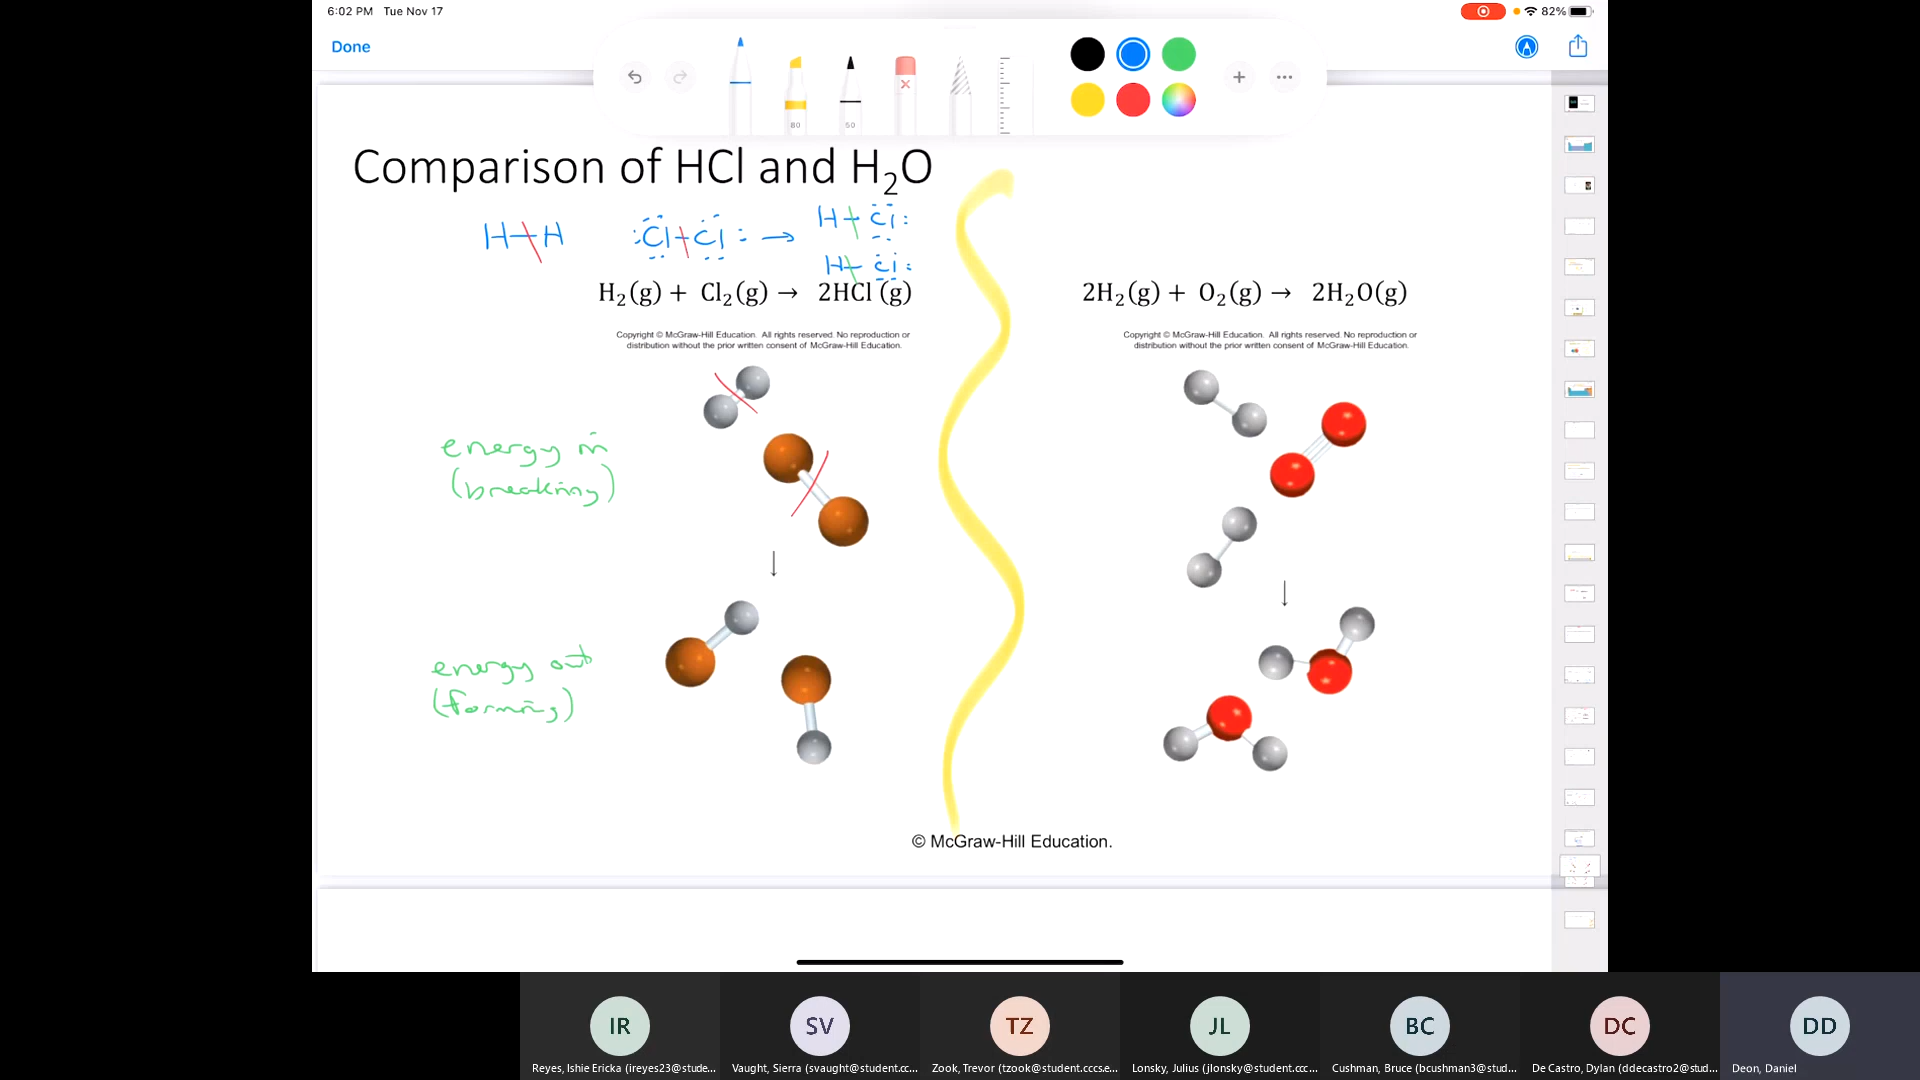 6:02 PM Tue Nov 17
82%
Done
80
50
Comparison of HCl and H₂O
H-H :Cl-Cl: → H-Cl:
H-Cl:
H₂(g) + Cl₂(g) → 2HCl (g)
2H₂(g) + O₂(g) → 2H₂O(g)
Copyright © McGraw-Hill Education. All rights reserved. No reproduction or
distribution without the prior written consent of McGraw-Hill Education.
Copyright © McGraw-Hill Education. All rights reserved. No reproduction or
distribution without the prior written consent of McGraw-Hill Education.
energy in
(breaking)
↓
↓
energy out
(forming)
© McGraw-Hill Education.
IR
SV
TZ
JL
BC
DC
DD
Reyes, Ishie Ericka (ireyes23@stude...
Vaught, Sierra (svaught@student.cc...
Zook, Trevor (tzook@student.cccs.e...
Lonsky, Julius (jlonsky@student.ccc...
Cushman, Bruce (bcushman3@stud...
De Castro, Dylan (ddecastro2@stud...
Deon, Daniel